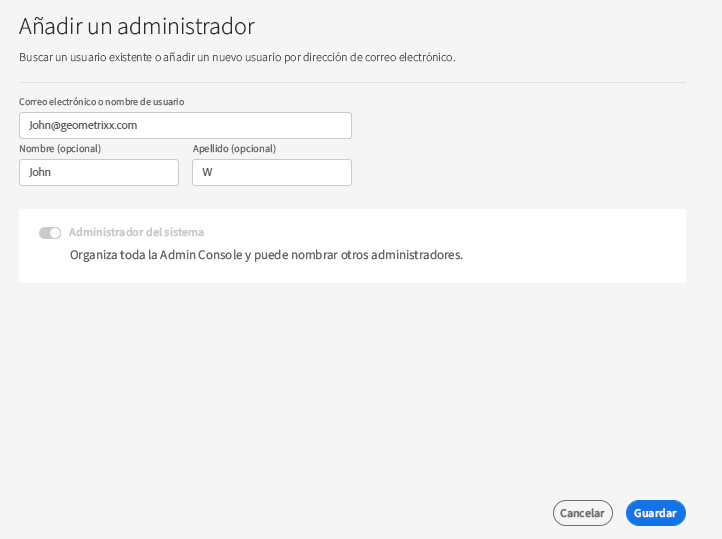 Añadir un administrador
Buscar un usuario existente o añadir un nuevo usuario por dirección de correo electrónico.
Correo electrónico o nombre de usuario
John@geometrixx.com
Nombre (opcional) Apellido (opcional)
John W
Administrador del sistema
Organiza toda la Admin Console y puede nombrar otros administradores.
Cancelar Guardar